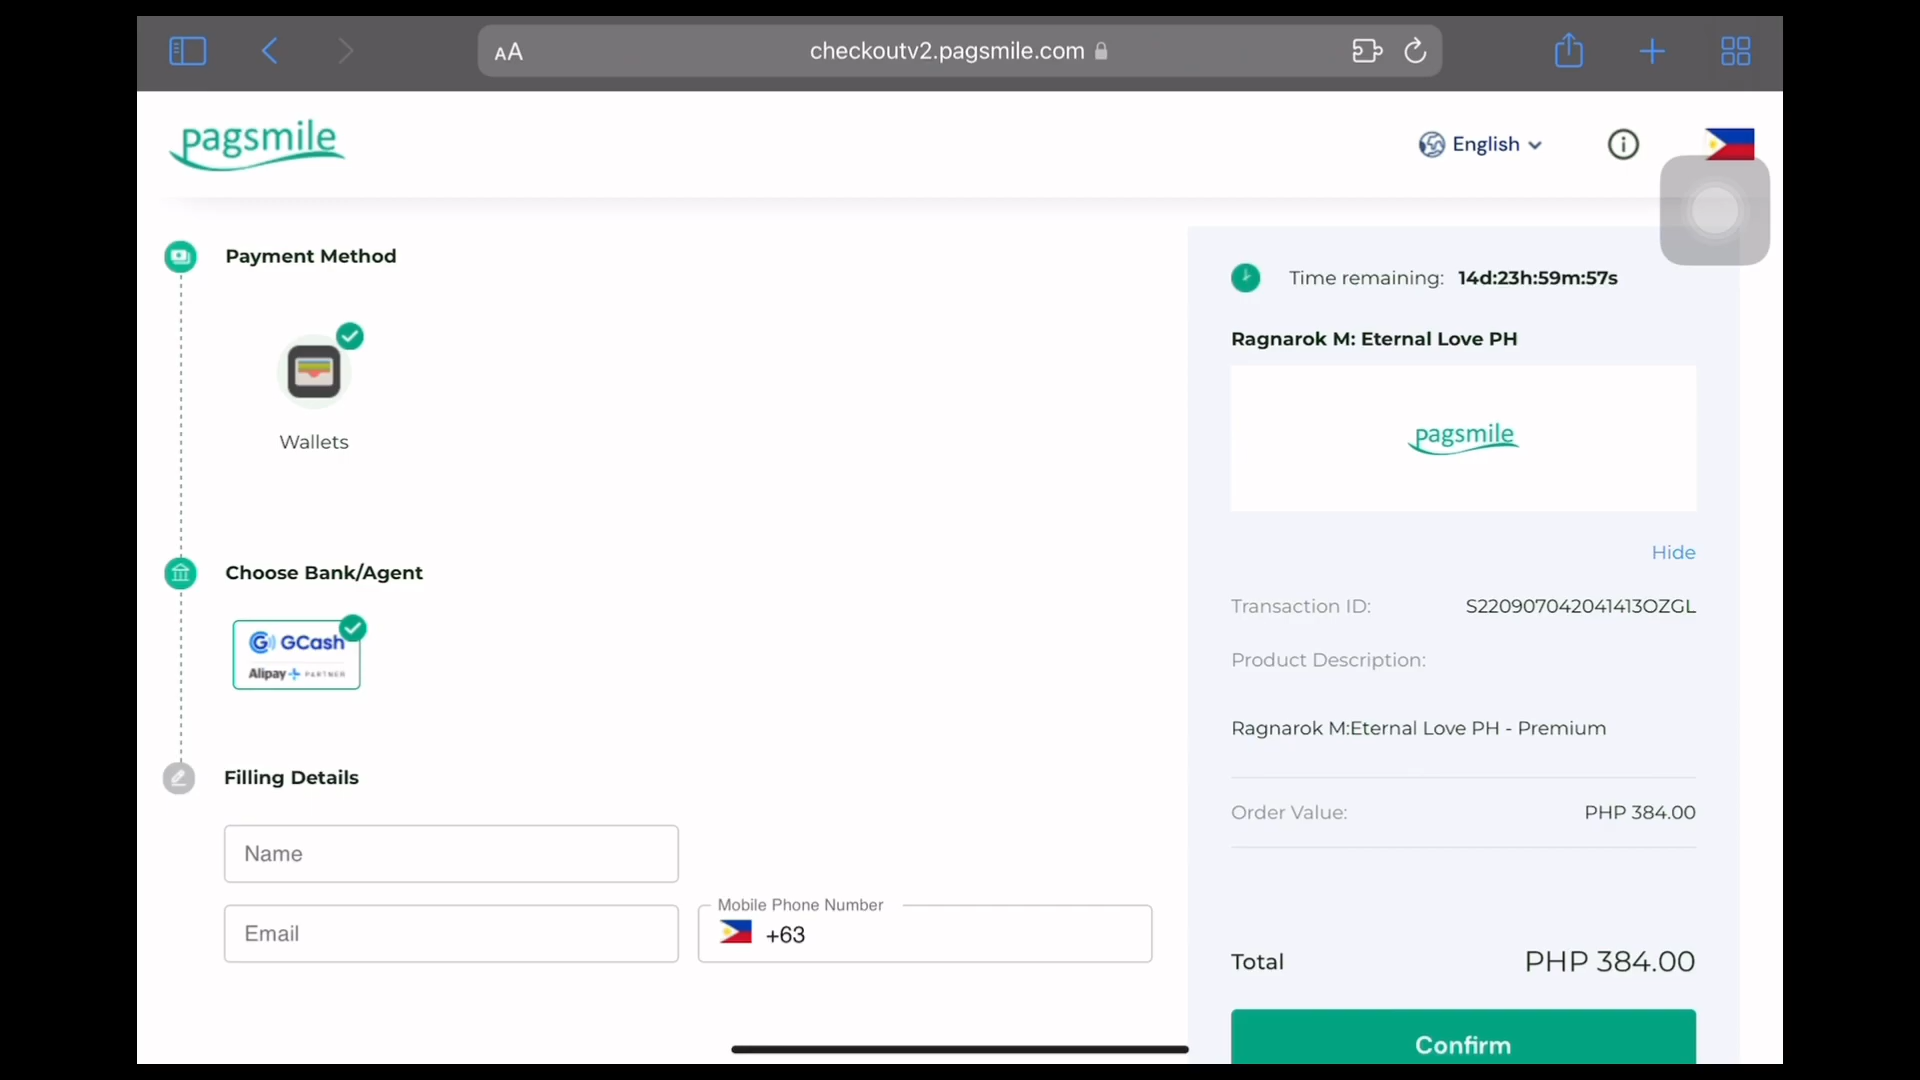 AA
checkoutv2.pagsmile.com
pagsmile
English
Payment Method
Wallets
Choose Bank/Agent
GCash
Alipay+ PARTNER
Filling Details
Name
Email
Mobile Phone Number
+63
Time remaining: 14d:23h:59m:57s
Ragnarok M: Eternal Love PH
pagsmile
Hide
Transaction ID: S220907042041413OZGL
Product Description:
Ragnarok M:Eternal Love PH - Premium
Order Value: PHP 384.00
Total PHP 384.00
Confirm